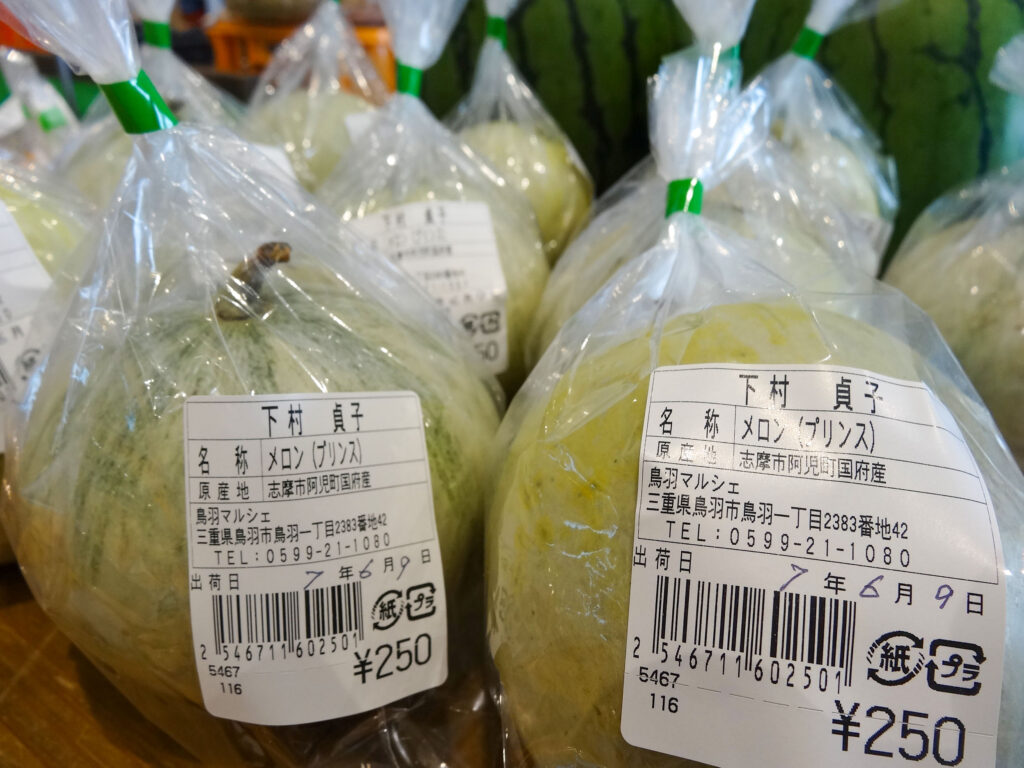 下村 貞子
名 称 メロン（プリンス）
原産地 志摩市阿児町国府産
鳥羽マルシェ
三重県鳥羽市鳥羽一丁目2383番地42
TEL：0599-21-1080
出荷日 7年6月9日
紙 プラ
2 546711 602501
¥250
5467
116
下村 貞子
名 称 メロン（プリンス）
原産地 志摩市阿児町国府産
鳥羽マルシェ
三重県鳥羽市鳥羽一丁目2383番地42
TEL：0599-21-1080
出荷日 7年6月9日
紙 プラ
2 546711 602501
5467
116
¥250
下村 貞子